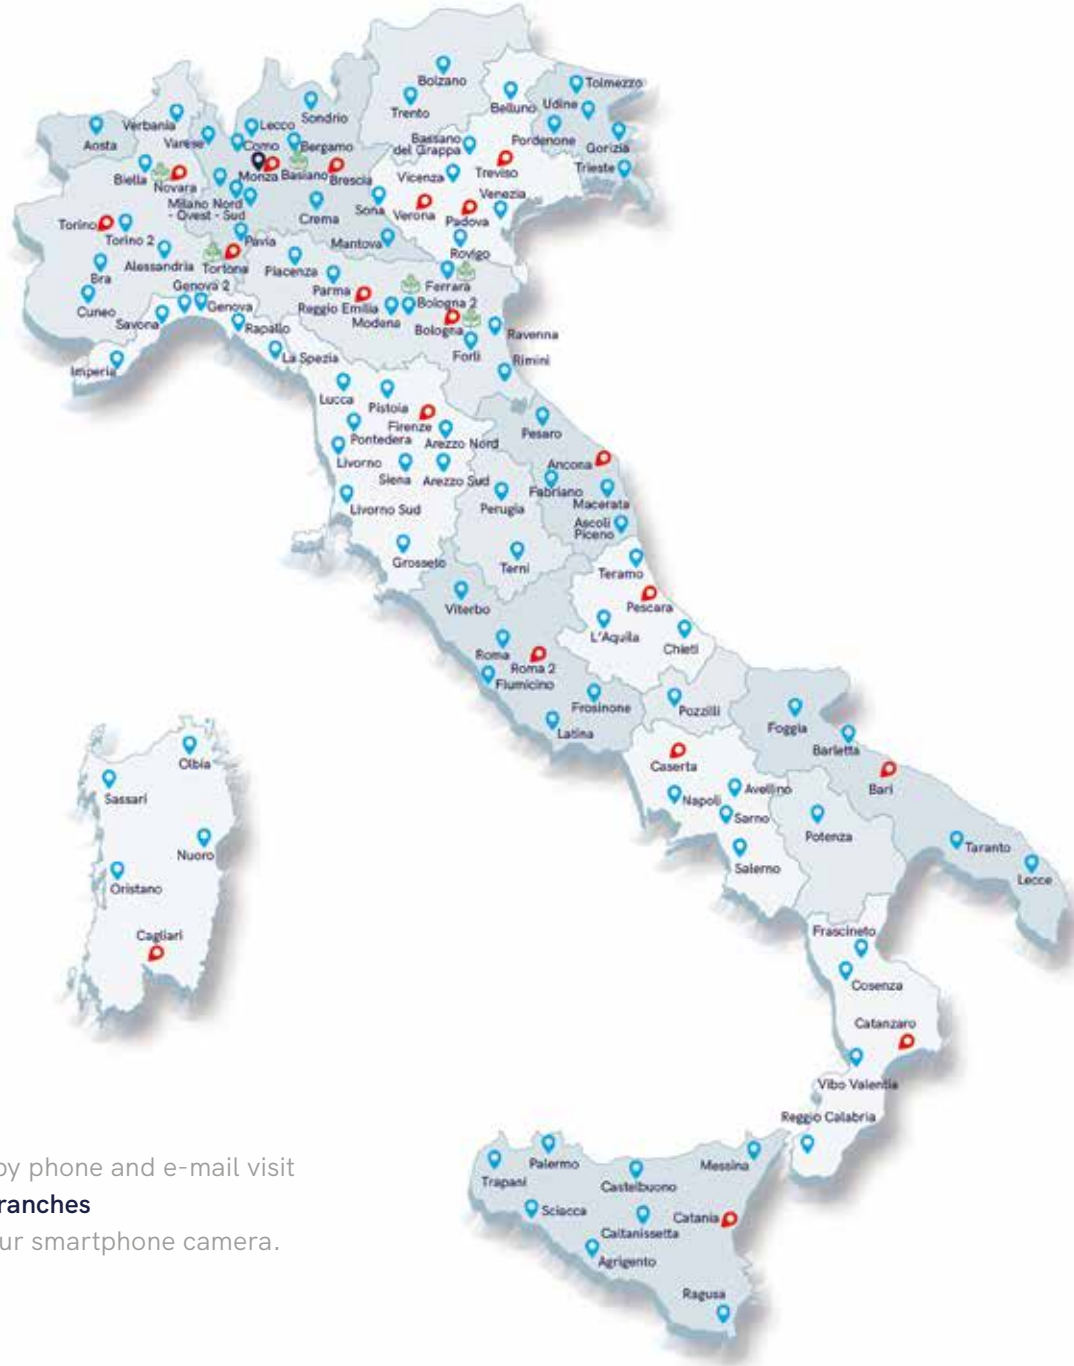 Bolzano
Tolmezzo
Trento
Belluno
Udine
Sondrio
Verbania
Lecco
Pordenone
Aosta
Varese
Como
Bergamo
Bassano
del Grappa
Gorizia
Trieste
Biella
Novara
Monza
Basiano
Brescia
Vicenza
Treviso
Milano Nord
- Ovest - Sud
Crema
Sona
Verona
Padova
Venezia
Torino
Torino 2
Pavia
Mantova
Rovigo
Bra
Alessandria
Tortona
Piacenza
Genova 2
Parma
Ferrara
Cuneo
Savona
Genova
Reggio Emilia
Bologna 2
Rapallo
Modena
Bologna
Ravenna
Imperia
La Spezia
Forlì
Rimini
Lucca
Pistoia
Firenze
Pontedera
Arezzo Nord
Pesaro
Livorno
Siena
Arezzo Sud
Ancona
Fabriano
Livorno Sud
Perugia
Macerata
Ascoli
Piceno
Grosseto
Terni
Teramo
Viterbo
Pescara
L'Aquila
Chieti
Roma
Roma 2
Fiumicino
Frosinone
Pozzilli
Latina
Foggia
Barletta
Caserta
Bari
Olbia
Sassari
Napoli
Avellino
Sarno
Potenza
Taranto
Nuoro
Salerno
Lecce
Oristano
Cagliari
Frascineto
Cosenza
Catanzaro
Vibo Valentia
Reggio Calabria
by phone and e-mail visit
ranches
ur smartphone camera.
Palermo
Messina
Trapani
Castelbuono
Sciacca
Caltanissetta
Catania
Agrigento
Ragusa